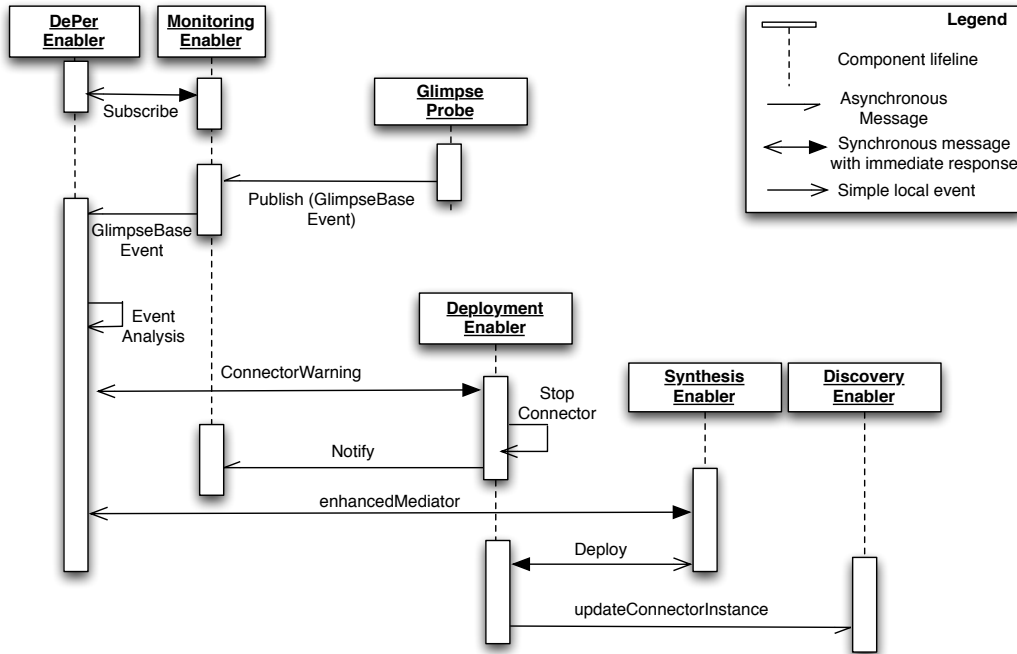 DePer
Enabler
Monitoring
Enabler
Subscribe
Glimpse
Probe
Legend
Component lifeline
Asynchronous
Message
Synchronous message
with immediate response
Simple local event
Publish (GlimpseBase
Event)
GlimpseBase
Event
Event
Analysis
Deployment
Enabler
ConnectorWarning
Stop
Connector
Synthesis
Enabler
Discovery
Enabler
Notify
enhancedMediator
Deploy
updateConnectorInstance